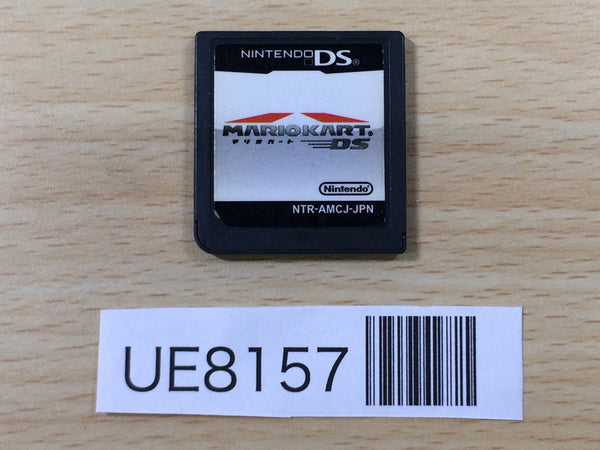 NINTENDO DS®
MARIOKART®
マリオカート DS
Nintendo
NTR-AMCJ-JPN
UE8157